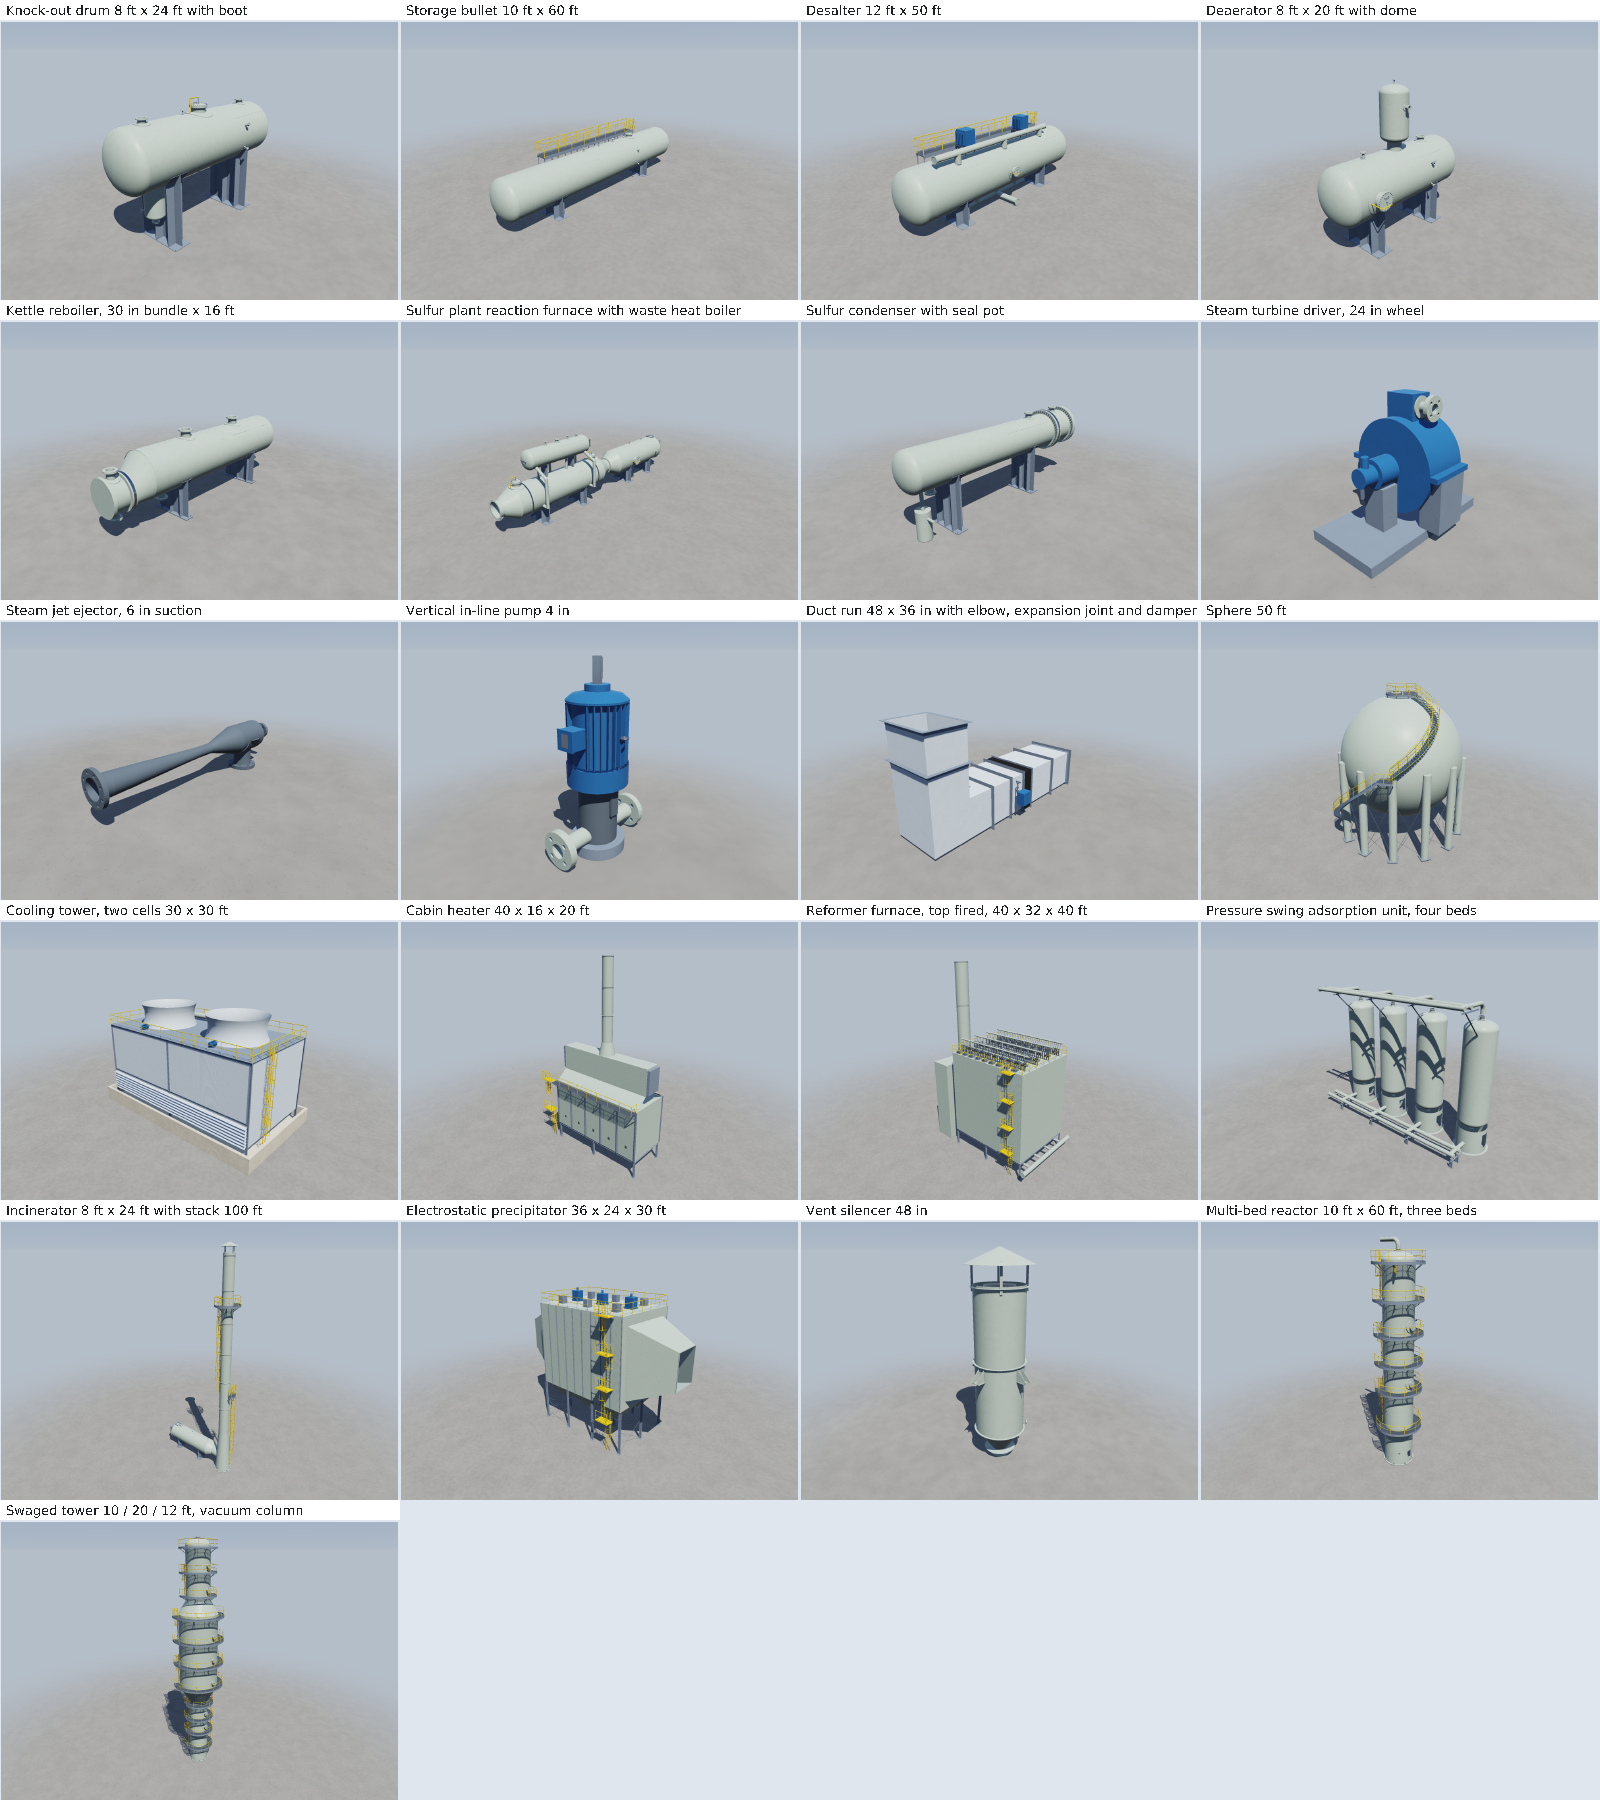 Knock-out drum 8 ft x 24 ft with boot
Storage bullet 10 ft x 60 ft
Desalter 12 ft x 50 ft
Deaerator 8 ft x 20 ft with dome
Kettle reboiler, 30 in bundle x 16 ft
Sulfur plant reaction furnace with waste heat boiler
Sulfur condenser with seal pot
Steam turbine driver, 24 in wheel
Steam jet ejector, 6 in suction
Vertical in-line pump 4 in
Duct run 48 x 36 in with elbow, expansion joint and damper
Sphere 50 ft
Cooling tower, two cells 30 x 30 ft
Cabin heater 40 x 16 x 20 ft
Reformer furnace, top fired, 40 x 32 x 40 ft
Pressure swing adsorption unit, four beds
Incinerator 8 ft x 24 ft with stack 100 ft
Electrostatic precipitator 36 x 24 x 30 ft
Vent silencer 48 in
Multi-bed reactor 10 ft x 60 ft, three beds
Swaged tower 10 / 20 / 12 ft, vacuum column